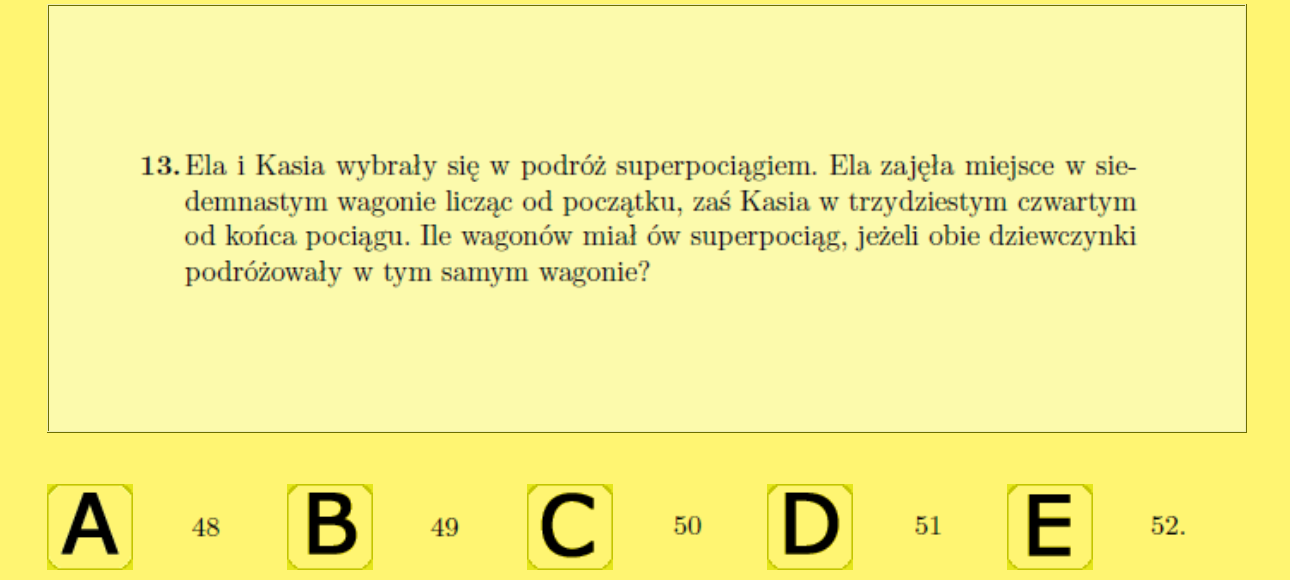 13. Ela i Kasia wybrały się w podróż superpociągiem. Ela zajęła miejsce w sie-
demnastym wagonie licząc od początku, zaś Kasia w trzydziestym czwartym
od końca pociągu. Ile wagonów miał ów superpociąg, jeżeli obie dziewczynki
podróżowały w tym samym wagonie?
A 48 B 49 C 50 D 51 E 52.